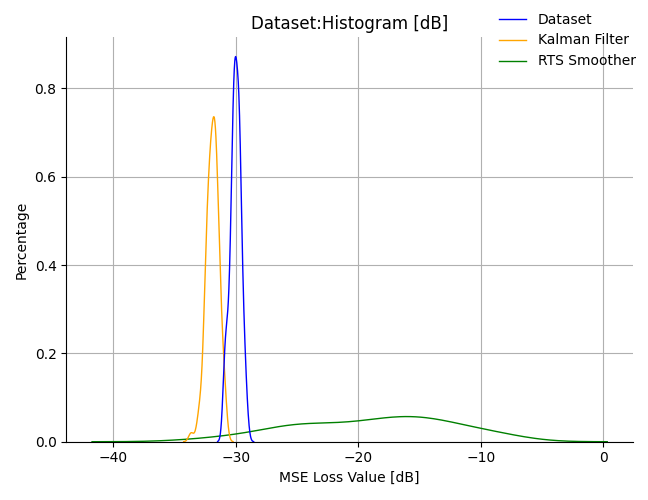 Dataset:Histogram [dB]
Dataset
Kalman Filter
RTS Smoother
Percentage
0.8
0.6
0.4
0.2
0.0
−40 −30 −20 −10 0
MSE Loss Value [dB]